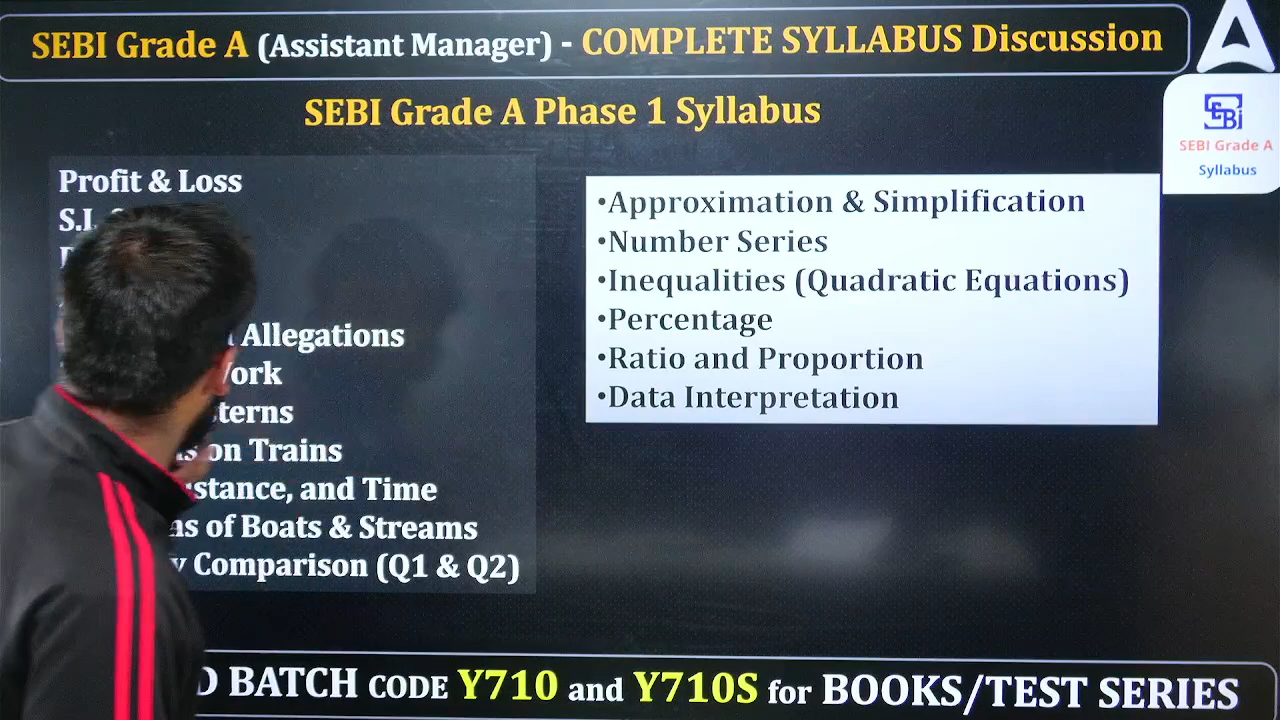 SEBI Grade A (Assistant Manager) - COMPLETE SYLLABUS Discussion
SEBI Grade A Phase 1 Syllabus
SEBI
SEBI Grade A
Syllabus
Profit & Loss
S.I.
Allegations
Work
on Trains
and Time
of Boats & Streams
Comparison (Q1 & Q2)
•Approximation & Simplification
•Number Series
•Inequalities (Quadratic Equations)
•Percentage
•Ratio and Proportion
•Data Interpretation
BATCH CODE Y710 and Y710S for BOOKS/TEST SERIES